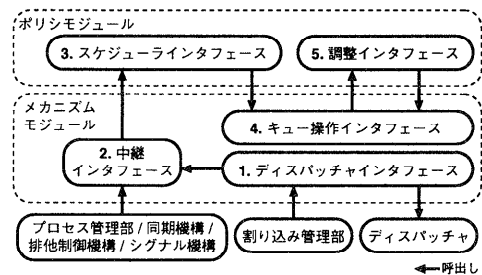 ポリシモジュール
3. スケジューラインタフェース
5. 調整インタフェース
メカニズム
モジュール
4. キュー操作インタフェース
2. 中継
インタフェース
1. ディスパッチャインタフェース
プロセス管理部 / 同期機構 /
排他制御機構 / シグナル機構
割り込み管理部
ディスパッチャ
呼出し